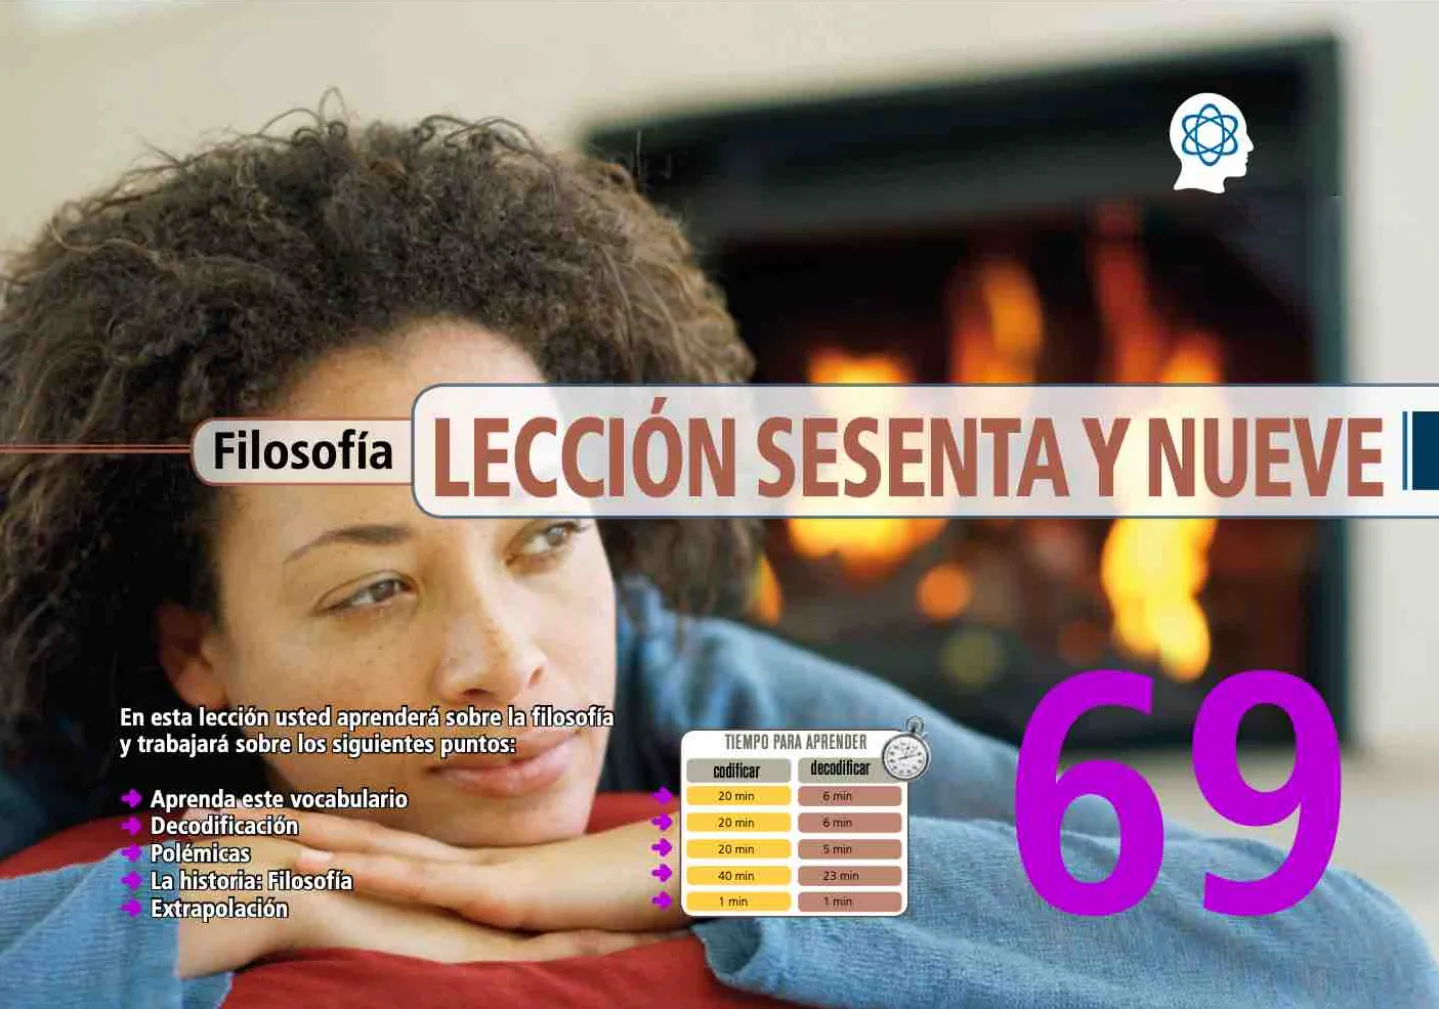 Filosofía
LECCIÓN SESENTA Y NUEVE
69
En esta lección usted aprenderá sobre la filosofía
y trabajará sobre los siguientes puntos:
Aprenda este vocabulario
Decodificación
Polémicas
La historia: Filosofía
Extrapolación
TIEMPO PARA APRENDER
codificar decodificar
20 min 6 min
20 min 6 min
20 min 5 min
40 min 23 min
1 min 1 min